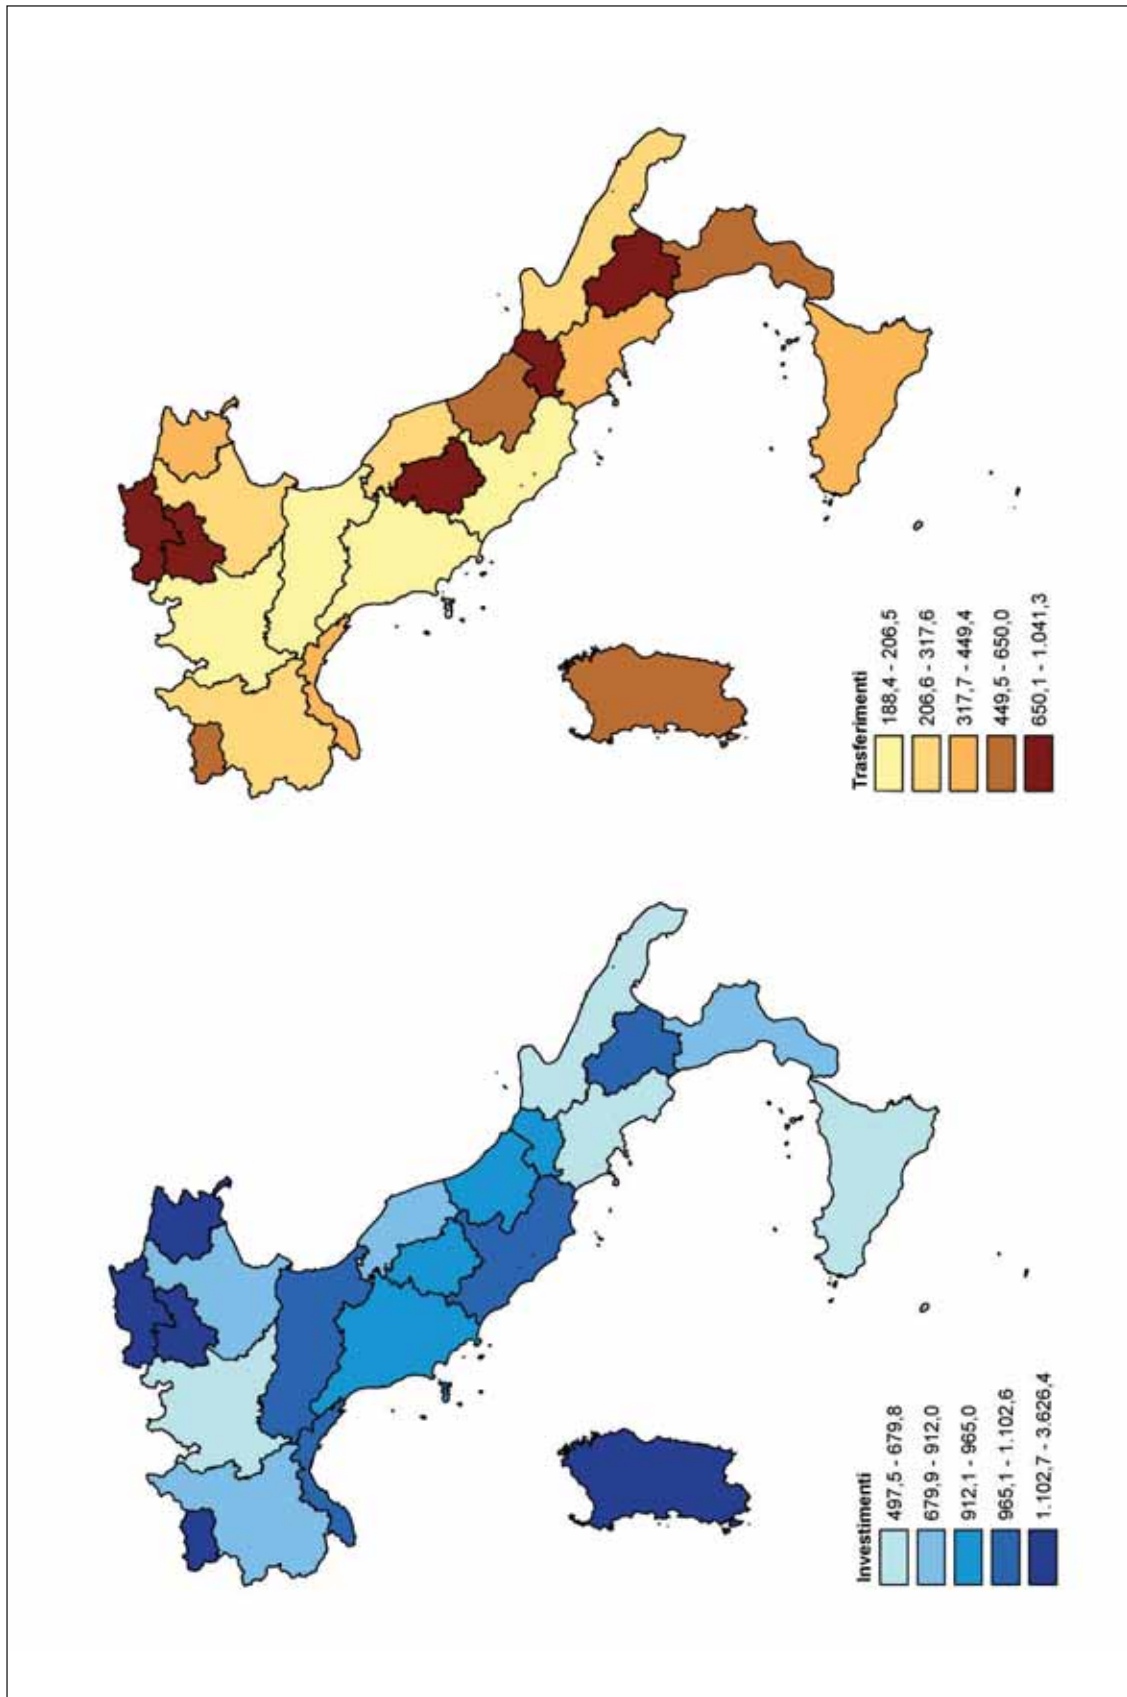 Investimenti
497,5 - 679,8
679,9 - 912,0
912,1 - 965,0
965,1 - 1.102,6
1.102,7 - 3.626,4
Trasferimenti
188,4 - 206,5
206,6 - 317,6
317,7 - 449,4
449,5 - 650,0
650,1 - 1.041,3